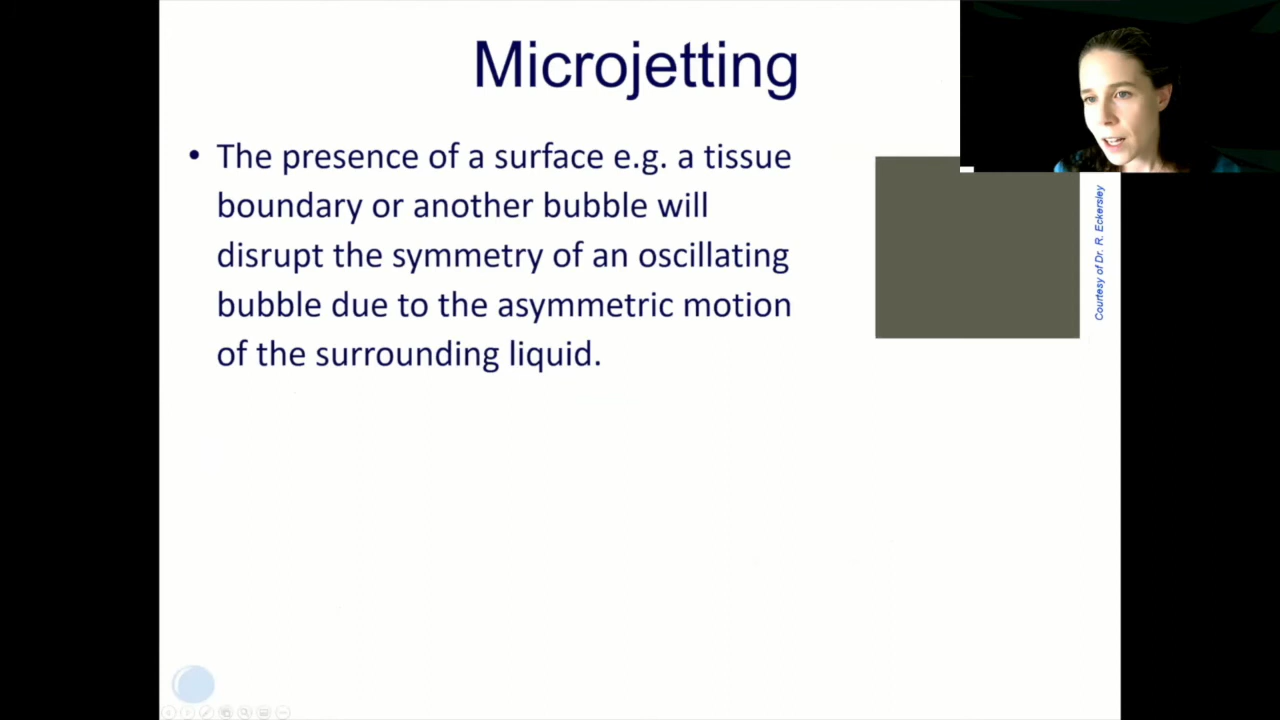 Microjetting
• The presence of a surface e.g. a tissue
boundary or another bubble will
disrupt the symmetry of an oscillating
bubble due to the asymmetric motion
of the surrounding liquid.
Courtesy of Dr. R. Eckersley